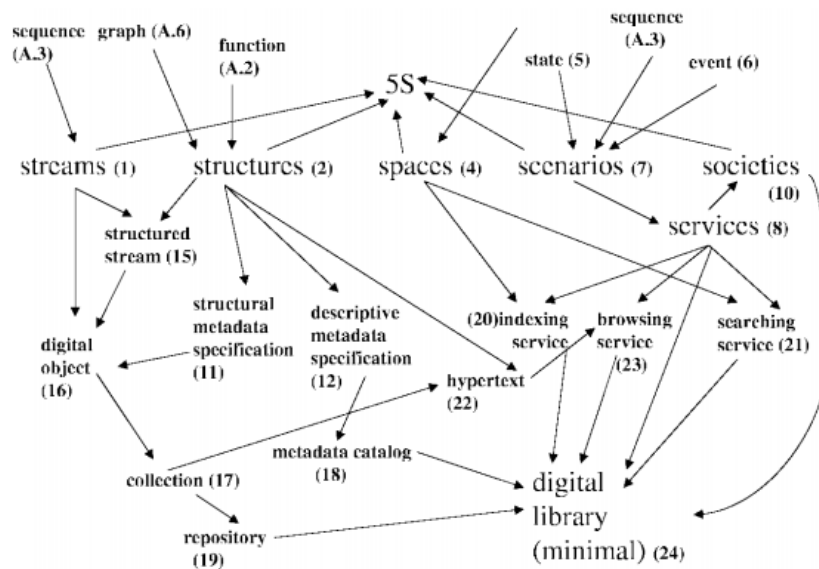 sequence
(A.3)
graph (A.6)
function
(A.2)
sequence
(A.3)
state (5)
event (6)
5S
streams (1)
structures (2)
spaces (4)
scenarios (7)
societies
(10)
services (8)
structured
stream (15)
structural
metadata
specification
(11)
descriptive
metadata
specification
(12)
(20)indexing
service
browsing
service
(23)
searching
service (21)
digital
object
(16)
hypertext
(22)
collection (17)
metadata catalog
(18)
digital
library
(minimal) (24)
repository
(19)